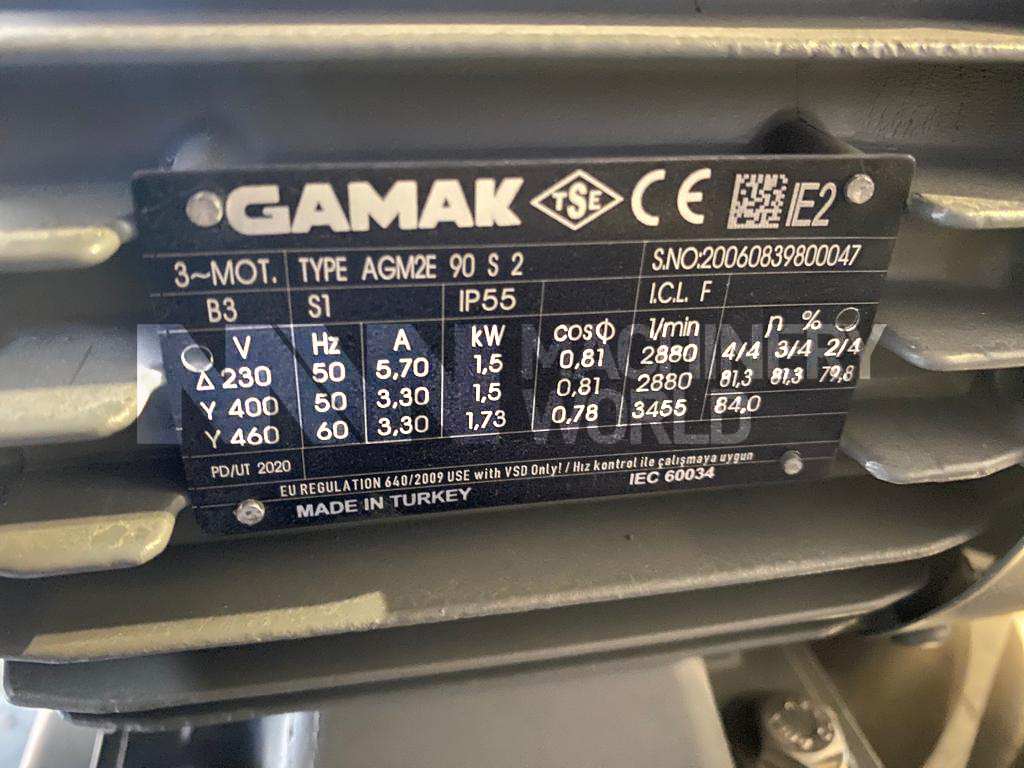 GAMAK TSE CE IE2
3~MOT. TYPE AGM2E 90 S 2 S.NO:20060839800047
B3 S1 IP55 I.C.L. F
V Hz A kW cosϕ 1/min η %
4/4 3/4 2/4
Δ 230 50 5,70 1,5 0,81 2880 81,3 81,3 79,8
Y 400 50 3,30 1,5 0,81 2880 84,0
Y 460 60 3,30 1,73 0,78 3455
PD/UT 2020
EU REGULATION 640/2009 USE with VSD Only! / Hız kontrol ile çalışmaya uygun
MADE IN TURKEY IEC 60034
MACHINERY
WORLD